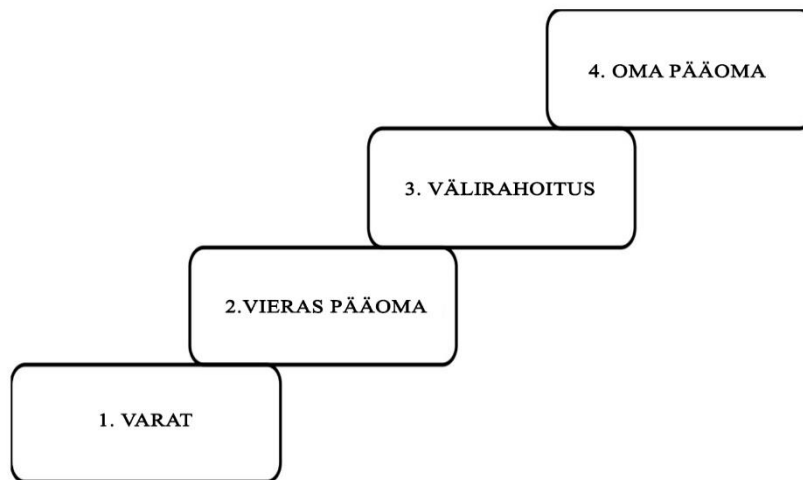 4. OMA PÄÄOMA
3. VÄLIRAHOITUS
2.VIERAS PÄÄOMA
1. VARAT